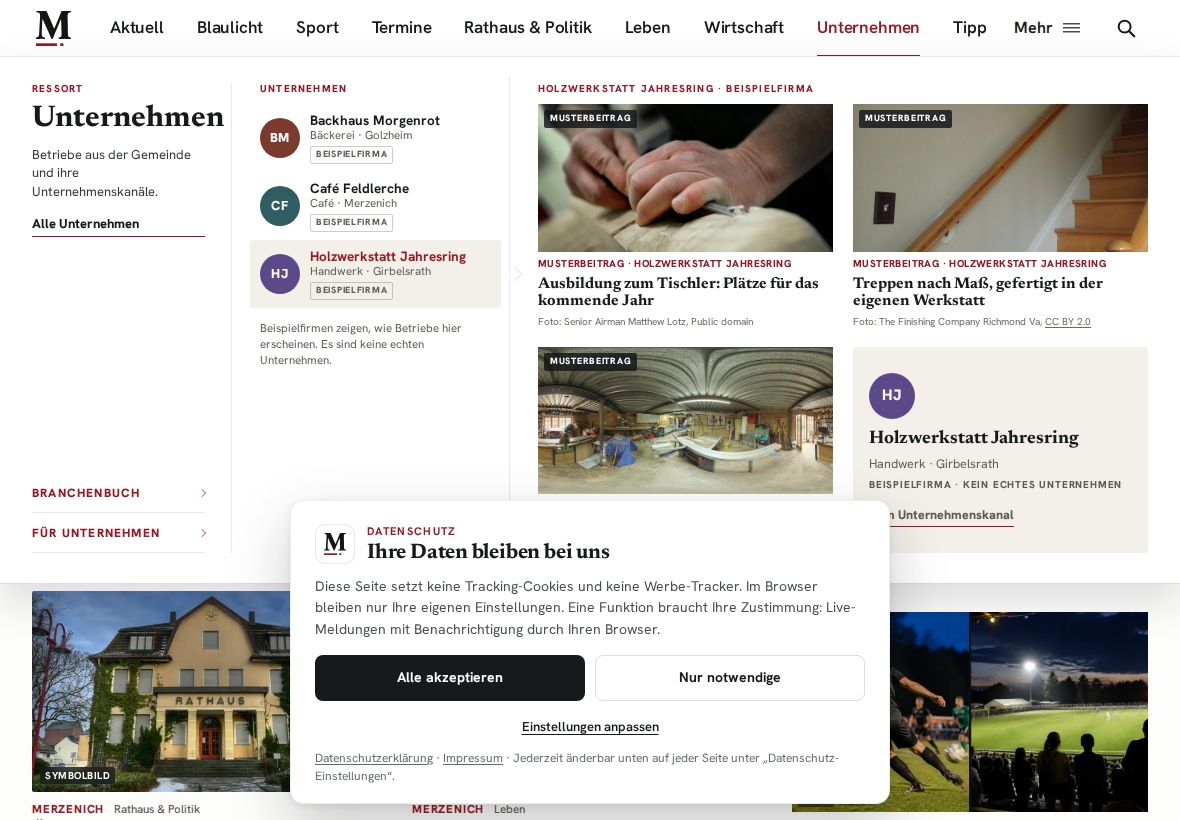 M
Aktuell Blaulicht Sport Termine Rathaus & Politik Leben Wirtschaft Unternehmen Tipp Mehr
RESSORT
Unternehmen
Betriebe aus der Gemeinde
und ihre
Unternehmenskanäle.
Alle Unternehmen
BRANCHENBUCH
FÜR UNTERNEHMEN
UNTERNEHMEN
BM
Backhaus Morgenrot
Bäckerei · Golzheim
BEISPIELFIRMA
CF
Café Feldlerche
Café · Merzenich
BEISPIELFIRMA
HJ
Holzwerkstatt Jahresring
Handwerk · Girbelsrath
BEISPIELFIRMA
Beispielfirmen zeigen, wie Betriebe hier
erscheinen. Es sind keine echten
Unternehmen.
HOLZWERKSTATT JAHRESRING · BEISPIELFIRMA
MUSTERBEITRAG
MUSTERBEITRAG · HOLZWERKSTATT JAHRESRING
Ausbildung zum Tischler: Plätze für das
kommende Jahr
Foto: Senior Airman Matthew Lotz, Public domain
MUSTERBEITRAG
MUSTERBEITRAG · HOLZWERKSTATT JAHRESRING
Treppen nach Maß, gefertigt in der
eigenen Werkstatt
Foto: The Finishing Company Richmond Va, CC BY 2.0
MUSTERBEITRAG
HJ
Holzwerkstatt Jahresring
Handwerk · Girbelsrath
BEISPIELFIRMA · KEIN ECHTES UNTERNEHMEN
Unternehmenskanal
M
DATENSCHUTZ
Ihre Daten bleiben bei uns
Diese Seite setzt keine Tracking-Cookies und keine Werbe-Tracker. Im Browser
bleiben nur Ihre eigenen Einstellungen. Eine Funktion braucht Ihre Zustimmung: Live-
Meldungen mit Benachrichtigung durch Ihren Browser.
Alle akzeptieren
Nur notwendige
Einstellungen anpassen
Datenschutzerklärung · Impressum · Jederzeit änderbar unten auf jeder Seite unter „Datenschutz-
Einstellungen“.
RATHAUS
SYMBOLBILD
MERZENICH Rathaus & Politik
MERZENICH Leben